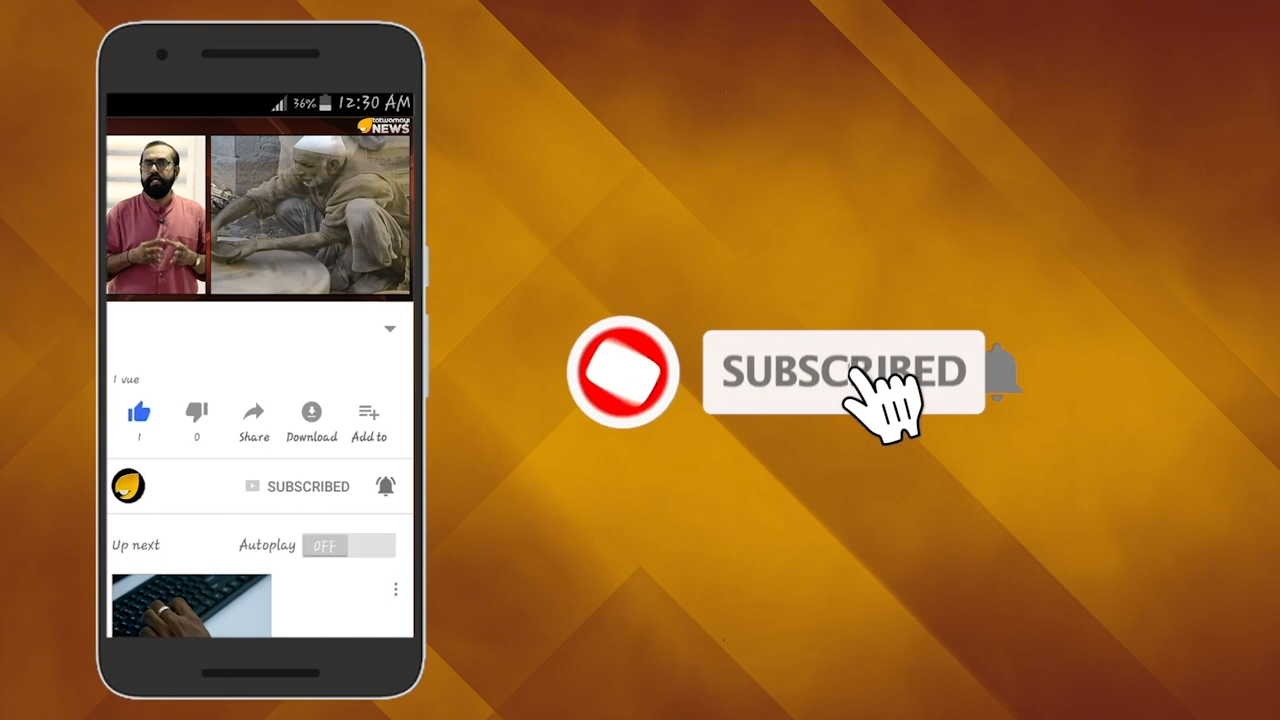 36% 12:30 AM
tatwamayi
NEWS
1 vue
1
0
Share
Download
Add to
SUBSCRIBED
Up next
Autoplay
OFF
SUBSCRIBED